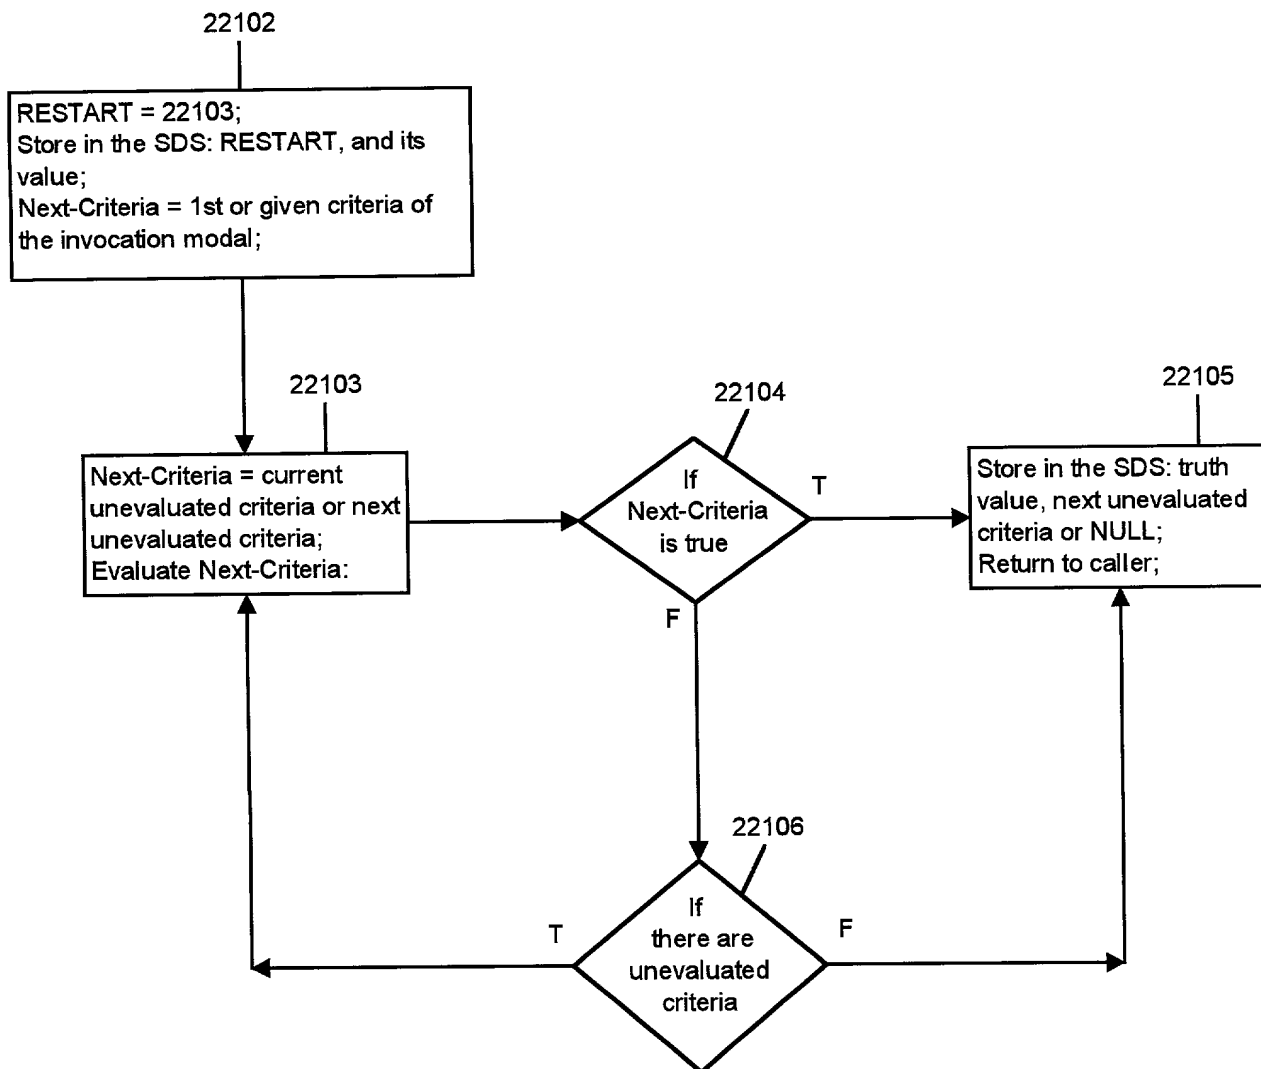 22102
RESTART = 22103;
Store in the SDS: RESTART, and its
value;
Next-Criteria = 1st or given criteria of
the invocation modal;
22103
Next-Criteria = current
unevaluated criteria or next
unevaluated criteria;
Evaluate Next-Criteria:
22104
If
Next-Criteria
is true
T
F
22105
Store in the SDS: truth
value, next unevaluated
criteria or NULL;
Return to caller;
22106
If
there are
unevaluated
criteria
T
F